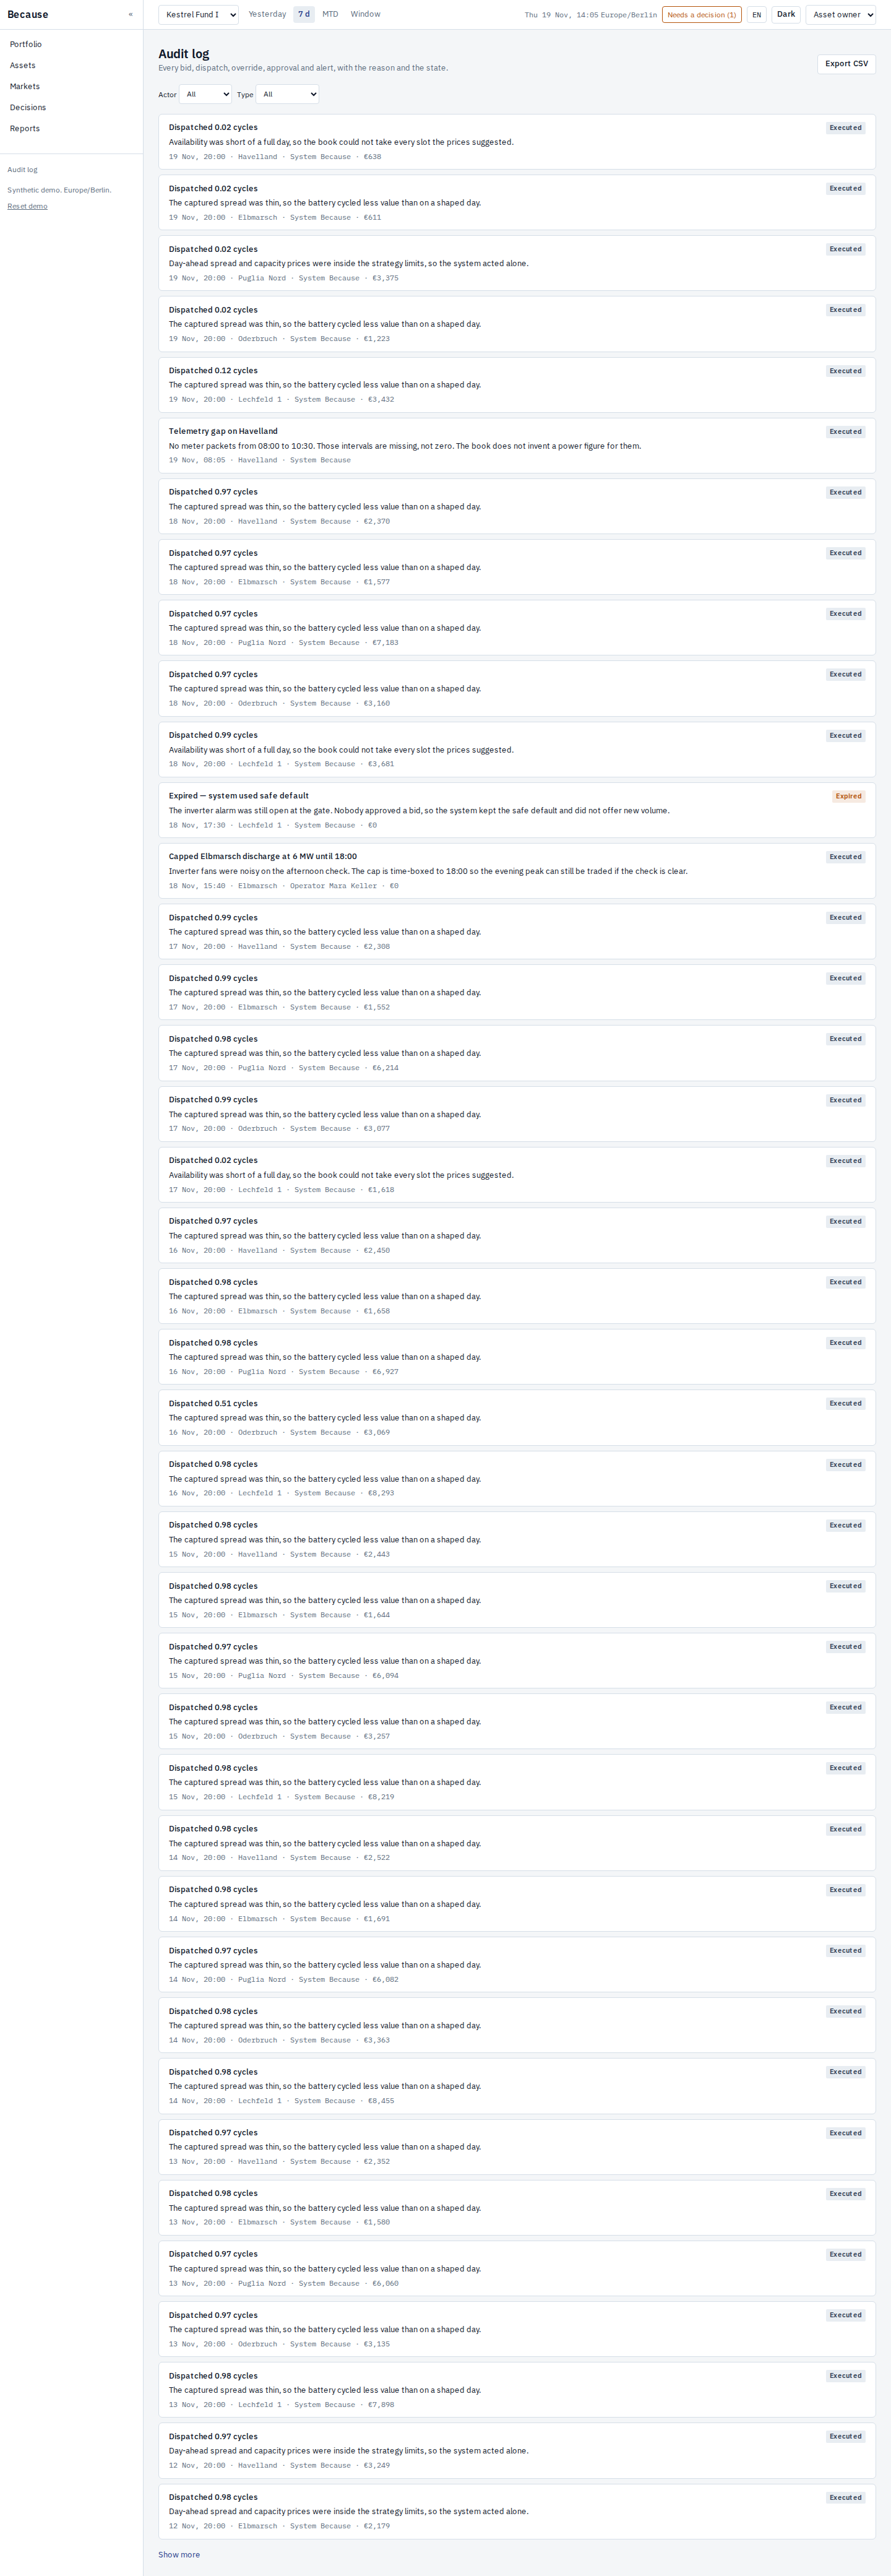 Because «
Kestrel Fund I Yesterday 7 d MTD Window Thu 19 Nov, 14:05 Europe/Berlin Needs a decision (1) EN Dark Asset owner
Portfolio
Assets
Markets
Decisions
Reports
Audit log
Synthetic demo. Europe/Berlin.
Reset demo
Audit log
Every bid, dispatch, override, approval and alert, with the reason and the state.
Export CSV
Actor All Type All
Dispatched 0.02 cycles Executed
Availability was short of a full day, so the book could not take every slot the prices suggested.
19 Nov, 20:00 · Havelland · System Because · €638
Dispatched 0.02 cycles Executed
The captured spread was thin, so the battery cycled less value than on a shaped day.
19 Nov, 20:00 · Elbmarsch · System Because · €611
Dispatched 0.02 cycles Executed
Day-ahead spread and capacity prices were inside the strategy limits, so the system acted alone.
19 Nov, 20:00 · Puglia Nord · System Because · €3,375
Dispatched 0.02 cycles Executed
The captured spread was thin, so the battery cycled less value than on a shaped day.
19 Nov, 20:00 · Oderbruch · System Because · €1,223
Dispatched 0.12 cycles Executed
The captured spread was thin, so the battery cycled less value than on a shaped day.
19 Nov, 20:00 · Lechfeld 1 · System Because · €3,432
Telemetry gap on Havelland Executed
No meter packets from 08:00 to 10:30. Those intervals are missing, not zero. The book does not invent a power figure for them.
19 Nov, 08:05 · Havelland · System Because
Dispatched 0.97 cycles Executed
The captured spread was thin, so the battery cycled less value than on a shaped day.
18 Nov, 20:00 · Havelland · System Because · €2,370
Dispatched 0.97 cycles Executed
The captured spread was thin, so the battery cycled less value than on a shaped day.
18 Nov, 20:00 · Elbmarsch · System Because · €1,577
Dispatched 0.97 cycles Executed
The captured spread was thin, so the battery cycled less value than on a shaped day.
18 Nov, 20:00 · Puglia Nord · System Because · €7,183
Dispatched 0.97 cycles Executed
The captured spread was thin, so the battery cycled less value than on a shaped day.
18 Nov, 20:00 · Oderbruch · System Because · €3,160
Dispatched 0.99 cycles Executed
Availability was short of a full day, so the book could not take every slot the prices suggested.
18 Nov, 20:00 · Lechfeld 1 · System Because · €3,681
Expired — system used safe default Expired
The inverter alarm was still open at the gate. Nobody approved a bid, so the system kept the safe default and did not offer new volume.
18 Nov, 17:30 · Lechfeld 1 · System Because · €0
Capped Elbmarsch discharge at 6 MW until 18:00 Executed
Inverter fans were noisy on the afternoon check. The cap is time-boxed to 18:00 so the evening peak can still be traded if the check is clear.
18 Nov, 15:40 · Elbmarsch · Operator Mara Keller · €0
Dispatched 0.99 cycles Executed
The captured spread was thin, so the battery cycled less value than on a shaped day.
17 Nov, 20:00 · Havelland · System Because · €2,308
Dispatched 0.99 cycles Executed
The captured spread was thin, so the battery cycled less value than on a shaped day.
17 Nov, 20:00 · Elbmarsch · System Because · €1,552
Dispatched 0.98 cycles Executed
The captured spread was thin, so the battery cycled less value than on a shaped day.
17 Nov, 20:00 · Puglia Nord · System Because · €6,214
Dispatched 0.99 cycles Executed
The captured spread was thin, so the battery cycled less value than on a shaped day.
17 Nov, 20:00 · Oderbruch · System Because · €3,077
Dispatched 0.02 cycles Executed
Availability was short of a full day, so the book could not take every slot the prices suggested.
17 Nov, 20:00 · Lechfeld 1 · System Because · €1,618
Dispatched 0.97 cycles Executed
The captured spread was thin, so the battery cycled less value than on a shaped day.
16 Nov, 20:00 · Havelland · System Because · €2,450
Dispatched 0.98 cycles Executed
The captured spread was thin, so the battery cycled less value than on a shaped day.
16 Nov, 20:00 · Elbmarsch · System Because · €1,658
Dispatched 0.98 cycles Executed
The captured spread was thin, so the battery cycled less value than on a shaped day.
16 Nov, 20:00 · Puglia Nord · System Because · €6,927
Dispatched 0.51 cycles Executed
The captured spread was thin, so the battery cycled less value than on a shaped day.
16 Nov, 20:00 · Oderbruch · System Because · €3,069
Dispatched 0.98 cycles Executed
The captured spread was thin, so the battery cycled less value than on a shaped day.
16 Nov, 20:00 · Lechfeld 1 · System Because · €8,293
Dispatched 0.98 cycles Executed
The captured spread was thin, so the battery cycled less value than on a shaped day.
15 Nov, 20:00 · Havelland · System Because · €2,443
Dispatched 0.98 cycles Executed
The captured spread was thin, so the battery cycled less value than on a shaped day.
15 Nov, 20:00 · Elbmarsch · System Because · €1,644
Dispatched 0.97 cycles Executed
The captured spread was thin, so the battery cycled less value than on a shaped day.
15 Nov, 20:00 · Puglia Nord · System Because · €6,094
Dispatched 0.98 cycles Executed
The captured spread was thin, so the battery cycled less value than on a shaped day.
15 Nov, 20:00 · Oderbruch · System Because · €3,257
Dispatched 0.98 cycles Executed
The captured spread was thin, so the battery cycled less value than on a shaped day.
15 Nov, 20:00 · Lechfeld 1 · System Because · €8,219
Dispatched 0.98 cycles Executed
The captured spread was thin, so the battery cycled less value than on a shaped day.
14 Nov, 20:00 · Havelland · System Because · €2,522
Dispatched 0.98 cycles Executed
The captured spread was thin, so the battery cycled less value than on a shaped day.
14 Nov, 20:00 · Elbmarsch · System Because · €1,691
Dispatched 0.97 cycles Executed
The captured spread was thin, so the battery cycled less value than on a shaped day.
14 Nov, 20:00 · Puglia Nord · System Because · €6,082
Dispatched 0.98 cycles Executed
The captured spread was thin, so the battery cycled less value than on a shaped day.
14 Nov, 20:00 · Oderbruch · System Because · €3,363
Dispatched 0.98 cycles Executed
The captured spread was thin, so the battery cycled less value than on a shaped day.
14 Nov, 20:00 · Lechfeld 1 · System Because · €8,455
Dispatched 0.97 cycles Executed
The captured spread was thin, so the battery cycled less value than on a shaped day.
13 Nov, 20:00 · Havelland · System Because · €2,352
Dispatched 0.98 cycles Executed
The captured spread was thin, so the battery cycled less value than on a shaped day.
13 Nov, 20:00 · Elbmarsch · System Because · €1,580
Dispatched 0.97 cycles Executed
The captured spread was thin, so the battery cycled less value than on a shaped day.
13 Nov, 20:00 · Puglia Nord · System Because · €6,060
Dispatched 0.97 cycles Executed
The captured spread was thin, so the battery cycled less value than on a shaped day.
13 Nov, 20:00 · Oderbruch · System Because · €3,135
Dispatched 0.98 cycles Executed
The captured spread was thin, so the battery cycled less value than on a shaped day.
13 Nov, 20:00 · Lechfeld 1 · System Because · €7,898
Dispatched 0.97 cycles Executed
Day-ahead spread and capacity prices were inside the strategy limits, so the system acted alone.
12 Nov, 20:00 · Havelland · System Because · €3,249
Dispatched 0.98 cycles Executed
Day-ahead spread and capacity prices were inside the strategy limits, so the system acted alone.
12 Nov, 20:00 · Elbmarsch · System Because · €2,179
Show more